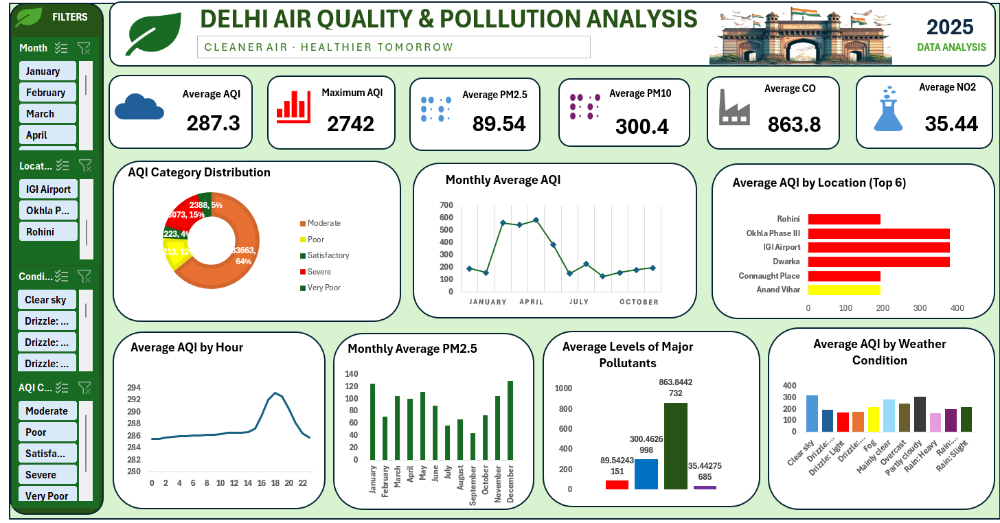 FILTERS
Month
January
February
March
April
Locat...
IGI Airport
Okhla P...
Rohini
Condi...
Clear sky
Drizzle: ...
Drizzle: ...
Drizzle: ...
AQI C...
Moderate
Poor
Satisfa...
Severe
Very Poor
DELHI AIR QUALITY & POLLLUTION ANALYSIS
CLEANER AIR · HEALTHIER TOMORROW
2025
DATA ANALYSIS
Average AQI
287.3
Maximum AQI
2742
Average PM2.5
89.54
Average PM10
300.4
Average CO
863.8
Average NO2
35.44
AQI Category Distribution
2388, 5%
3073, 15%
223, 4%
213, 12%
33663,
64%
Moderate
Poor
Satisfactory
Severe
Very Poor
Monthly Average AQI
700
600
500
400
300
200
100
0
JANUARY APRIL JULY OCTOBER
Average AQI by Location (Top 6)
Rohini
Okhla Phase III
IGI Airport
Dwarka
Connaught Place
Anand Vihar
0 100 200 300 400
Average AQI by Hour
294
292
290
288
286
284
282
280
0 2 4 6 8 10 12 14 16 18 20 22
Monthly Average PM2.5
140
120
100
80
60
40
20
0
January
February
March
April
May
June
July
August
September
October
November
December
Average Levels of Major
Pollutants
1000
800
600
400
200
0
89.54243
151
300.4626
998
863.8442
732
35.44275
685
Average AQI by Weather
Condition
400
300
200
100
0
Clear sky
Drizzle:...
Drizzle: Light
Drizzle:...
Fog
Mainly clear
Overcast
Partly cloudy
Rain: Heavy
Rain:...
Rain: Slight